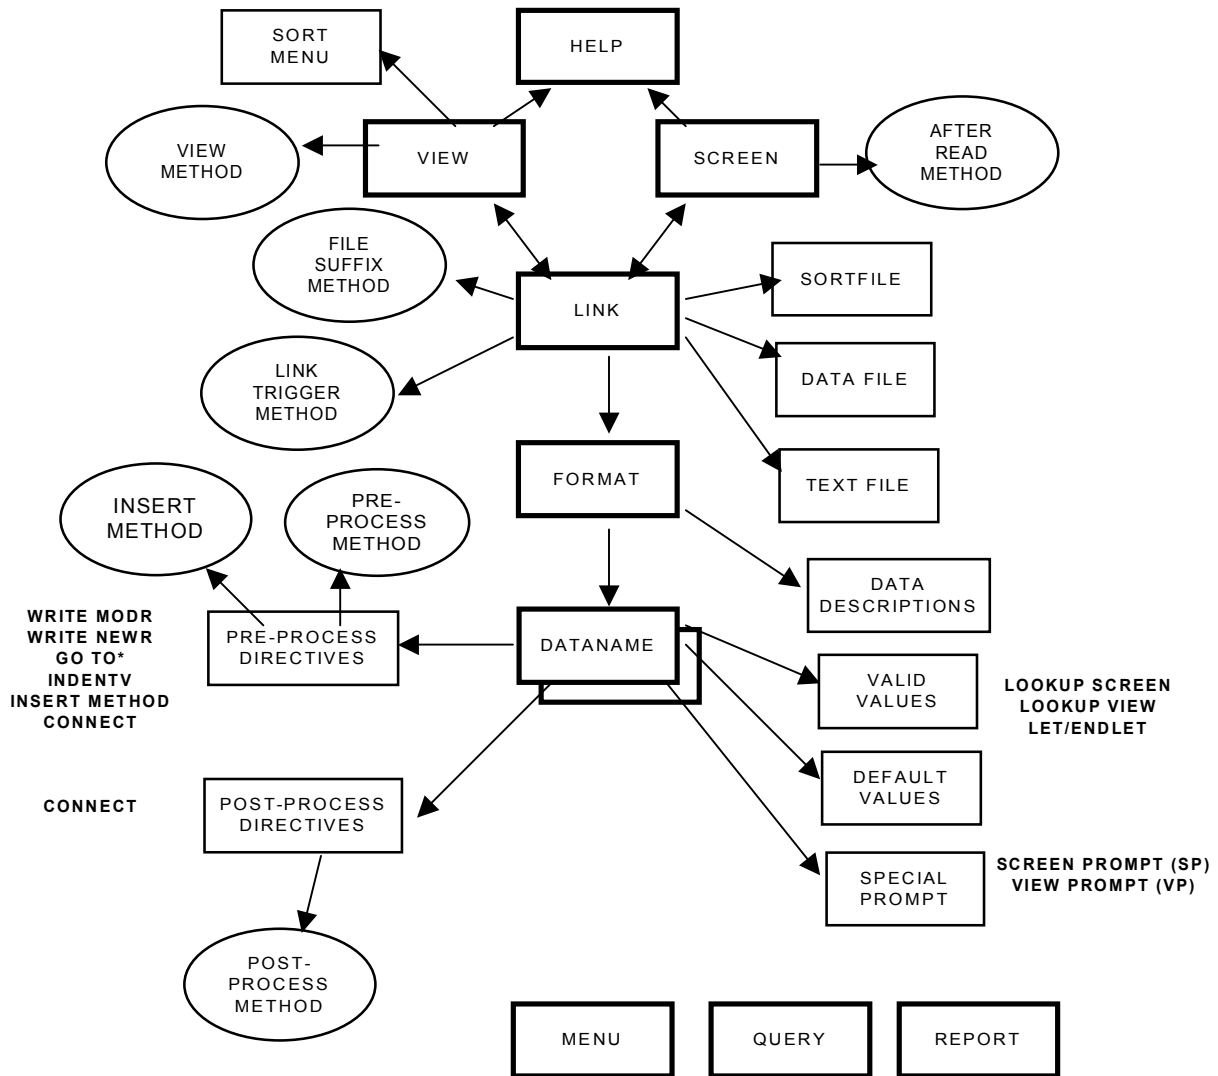 SORT
MENU
HELP
VIEW
METHOD
VIEW
SCREEN
AFTER
READ
METHOD
FILE
SUFFIX
METHOD
LINK
SORTFILE
LINK
TRIGGER
METHOD
DATA FILE
FORMAT
TEXT FILE
INSERT
METHOD
PRE-
PROCESS
METHOD
DATA
DESCRIPTIONS
WRITE MODR
WRITE NEWR
GO TO*
INDENTV
INSERT METHOD
CONNECT
PRE-PROCESS
DIRECTIVES
DATANAME
VALID
VALUES
LOOKUP SCREEN
LOOKUP VIEW
LET/ENDLET
CONNECT
POST-PROCESS
DIRECTIVES
DEFAULT
VALUES
SPECIAL
PROMPT
SCREEN PROMPT (SP)
VIEW PROMPT (VP)
POST-
PROCESS
METHOD
MENU
QUERY
REPORT